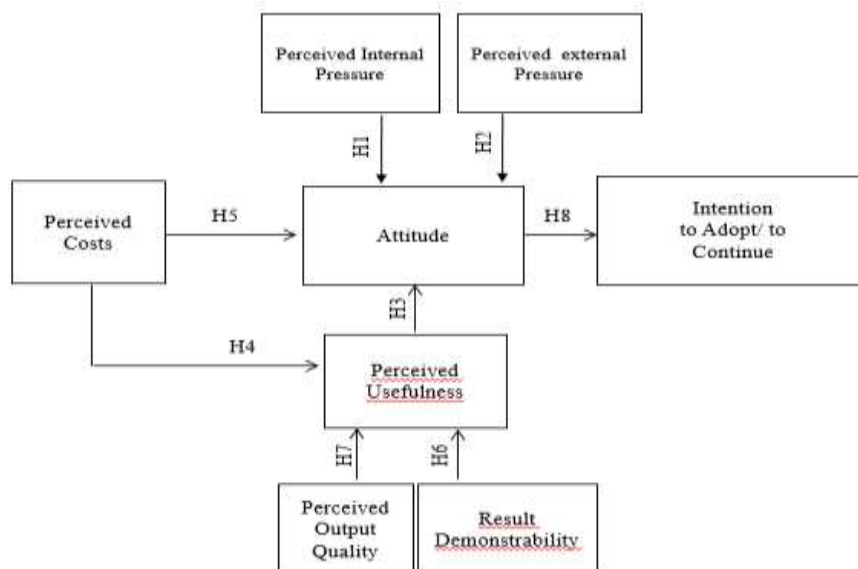 Perceived Internal
Pressure
Perceived external
Pressure
H1
H2
Perceived
Costs
H5
Attitude
H8
Intention
to Adopt/ to
Continue
H3
H4
Perceived
Usefulness
H7
H6
Perceived
Output
Quality
Result
Demonstrability